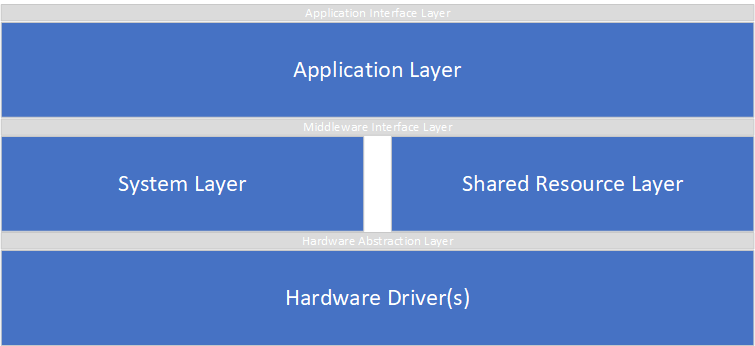 Application Interface Layer
Application Layer
Middleware Interface Layer
System Layer
Shared Resource Layer
Hardware Abstraction Layer
Hardware Driver(s)